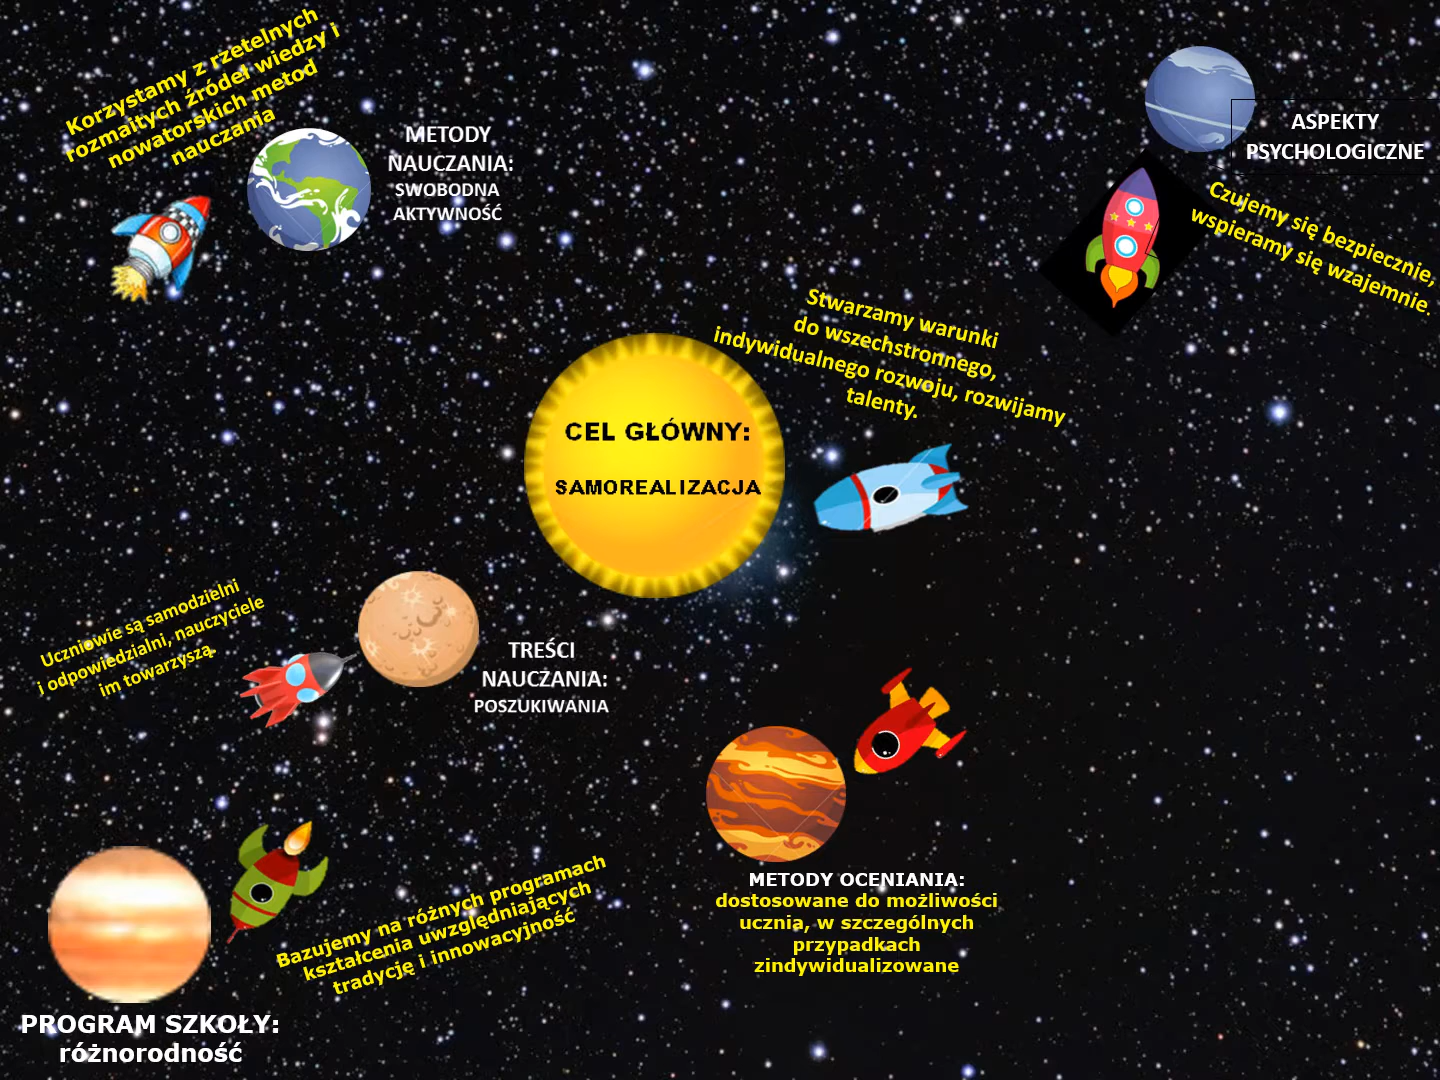 Korzystamy z rzetelnych
rozmaitych źródeł wiedzy i
nowatorskich metod
nauczania
METODY
NAUCZANIA:
SWOBODNA
AKTYWNOŚĆ
ASPEKTY
PSYCHOLOGICZNE
Czujemy się bezpiecznie,
wspieramy się wzajemnie.
Stwarzamy warunki
do wszechstronnego,
indywidualnego rozwoju, rozwijamy
talenty.
CEL GŁÓWNY:
SAMOREALIZACJA
Uczniowie są samodzielni
i odpowiedzialni, nauczyciele
im towarzyszą.
TREŚCI
NAUCZANIA:
POSZUKIWANIA
METODY OCENIANIA:
dostosowane do możliwości
ucznia, w szczególnych
przypadkach
zindywidualizowane
Bazujemy na różnych programach
kształcenia uwzględniających
tradycję i innowacyjność
PROGRAM SZKOŁY:
różnorodność